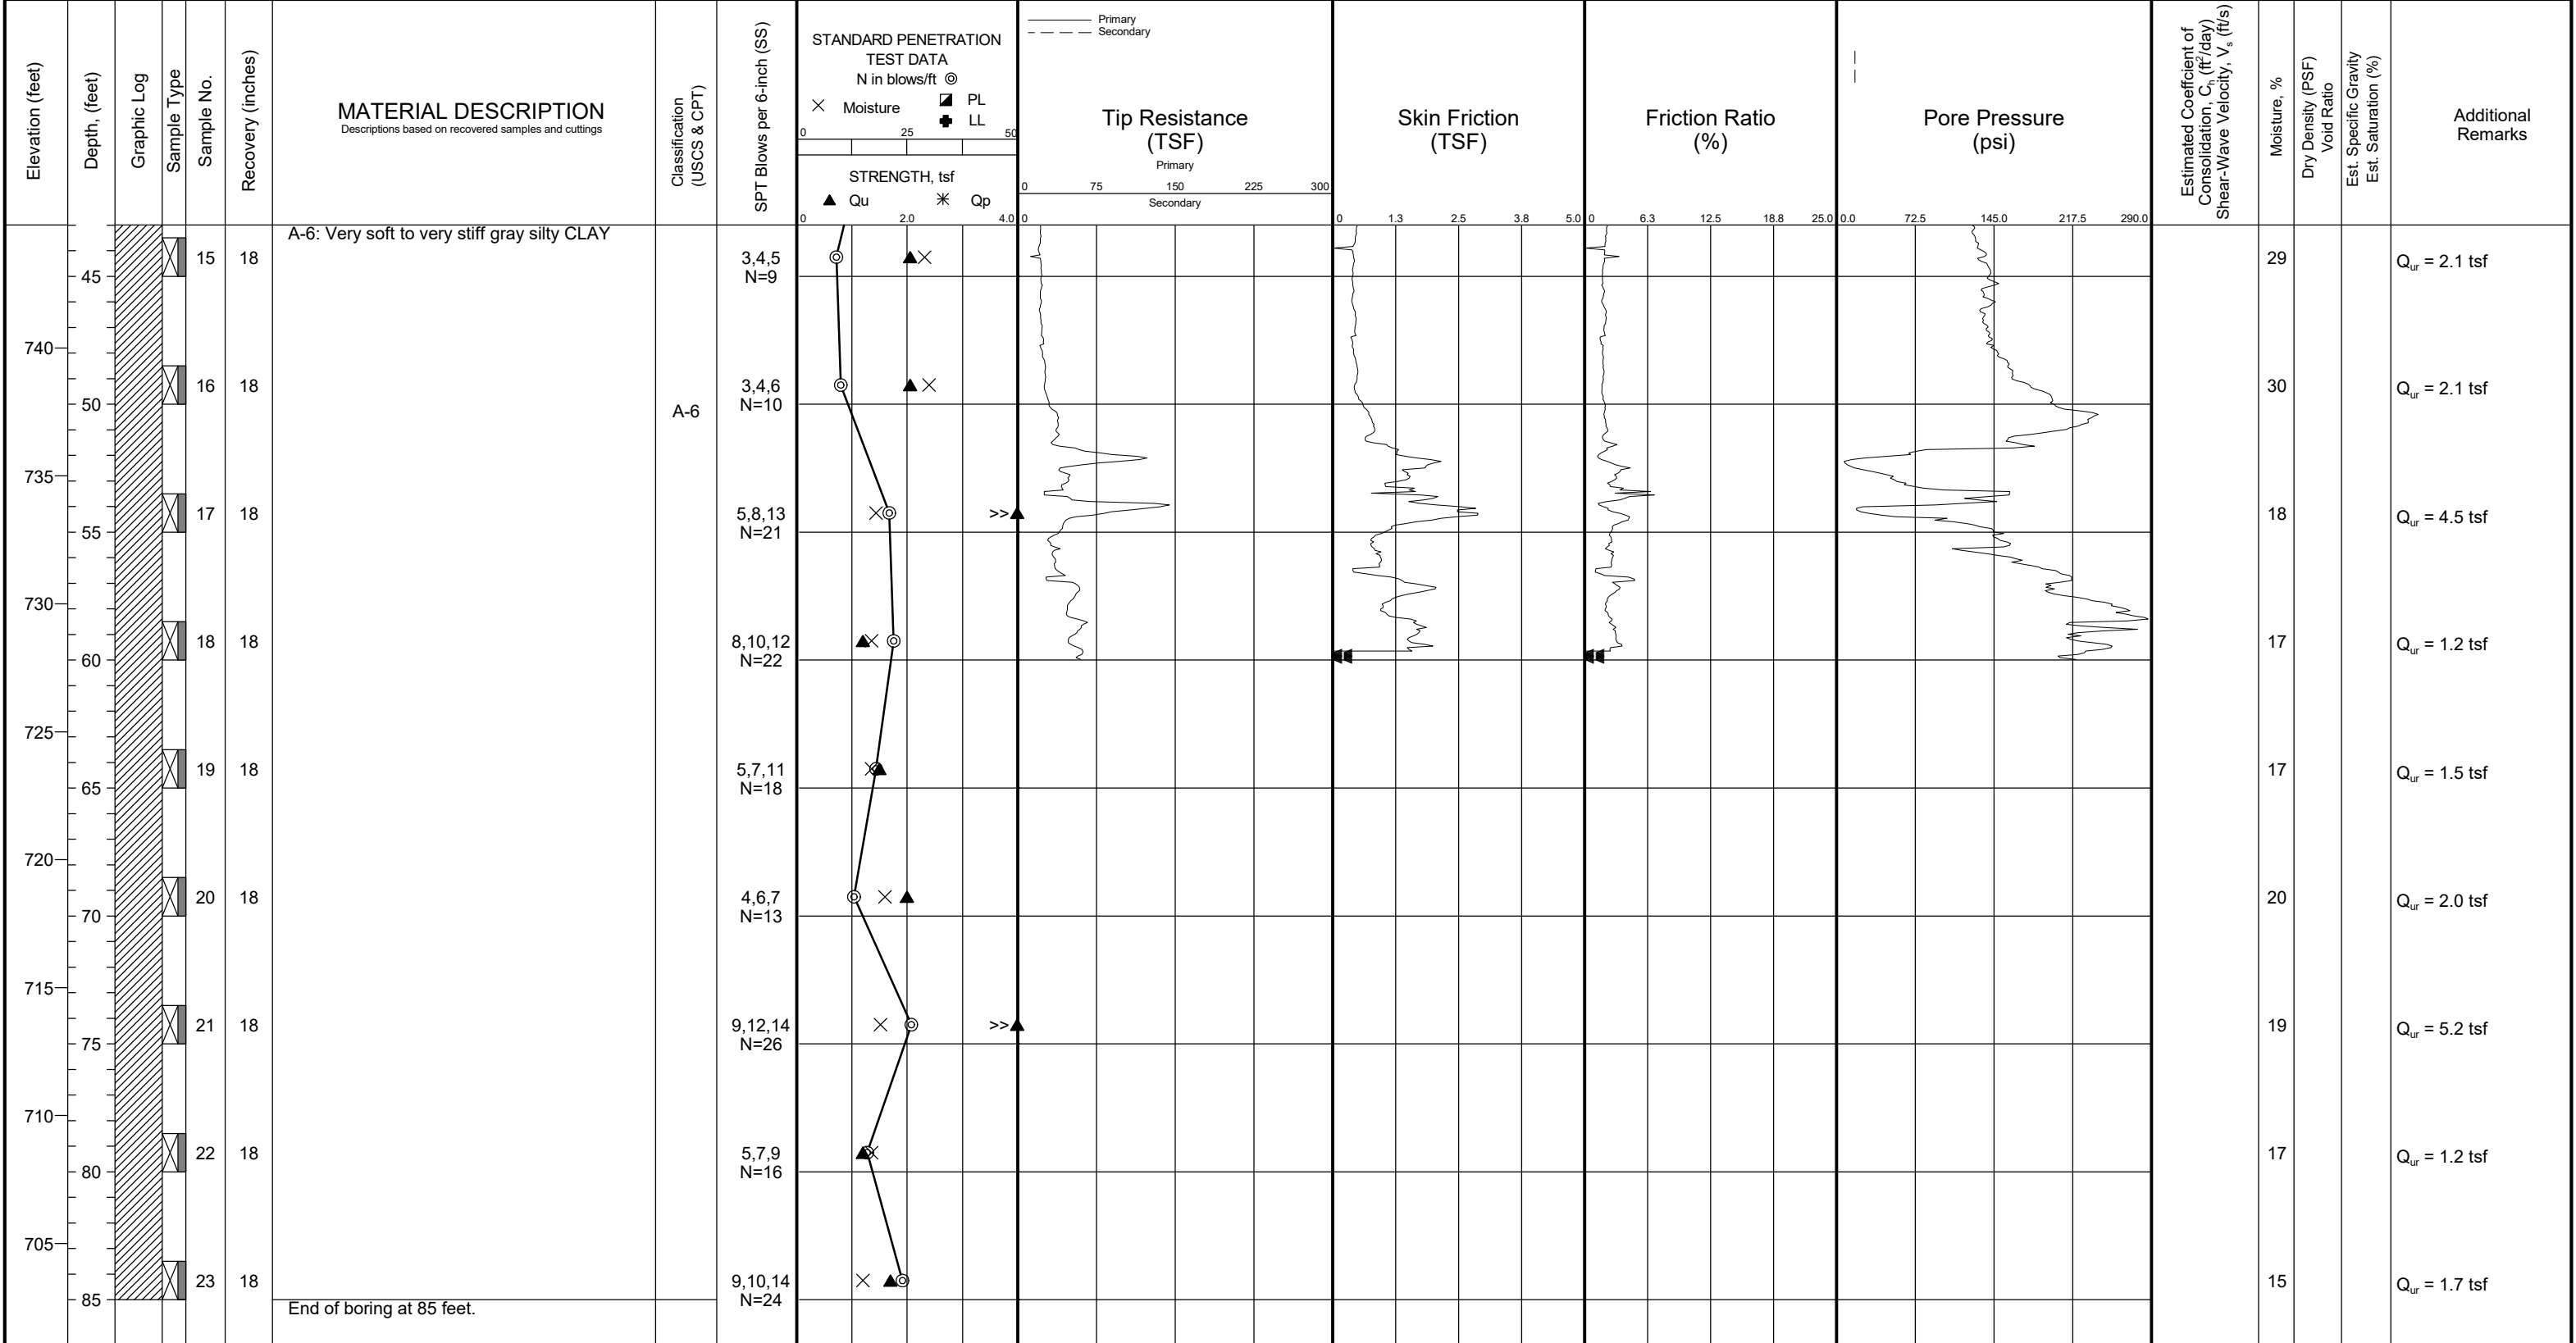 Elevation (feet)
Depth, (feet)
Graphic Log
Sample Type
Sample No.
Recovery (inches)
MATERIAL DESCRIPTION
Descriptions based on recovered samples and cuttings
Classification
(USCS & CPT)
SPT Blows per 6-inch (SS)
STANDARD PENETRATION
TEST DATA
N in blows/ft
Moisture PL
LL
0 25 50
STRENGTH, tsf
Qu Qp
0 2.0 4.0
Primary
Secondary
Tip Resistance
(TSF)
Primary
0 75 150 225 300
Secondary
0
Skin Friction
(TSF)
0 1.3 2.5 3.8 5.0
Friction Ratio
(%)
0 6.3 12.5 18.8 25.0
Pore Pressure
(psi)
0.0 72.5 145.0 217.5 290.0
Estimated Coeffcient of
Consolidation, Ch (ft²/day)
Shear-Wave Velocity, Vs (ft/s)
Moisture, %
Dry Density (PSF)
Void Ratio
Est. Specific Gravity
Est. Saturation (%)
Additional
Remarks
A-6: Very soft to very stiff gray silty CLAY
15 18 3,4,5 29 Qur = 2.1 tsf
45 N=9
740
16 18 3,4,6 30 Qur = 2.1 tsf
50 A-6 N=10
735
17 18 5,8,13 >> 18 Qur = 4.5 tsf
55 N=21
730
18 18 8,10,12 17 Qur = 1.2 tsf
60 N=22
725
19 18 5,7,11 17 Qur = 1.5 tsf
65 N=18
720
20 18 4,6,7 20 Qur = 2.0 tsf
70 N=13
715
21 18 9,12,14 >> 19 Qur = 5.2 tsf
75 N=26
710
22 18 5,7,9 17 Qur = 1.2 tsf
80 N=16
705
23 18 9,10,14 15 Qur = 1.7 tsf
85 N=24
End of boring at 85 feet.